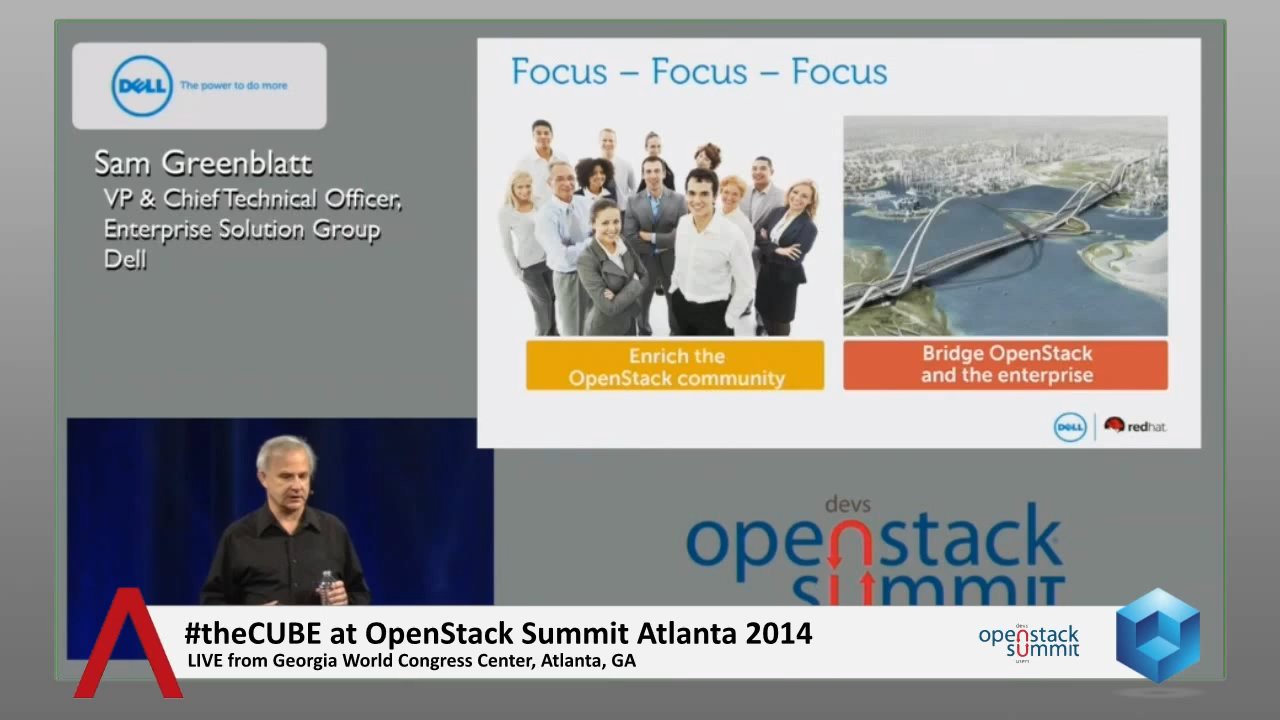 DELL The power to do more
Sam Greenblatt
VP & Chief Technical Officer,
Enterprise Solution Group
Dell
Focus – Focus – Focus
Enrich the
OpenStack community
Bridge OpenStack
and the enterprise
DELL redhat.
devs
openstack
summit
#theCUBE at OpenStack Summit Atlanta 2014
LIVE from Georgia World Congress Center, Atlanta, GA
devs
openstack
summit
users